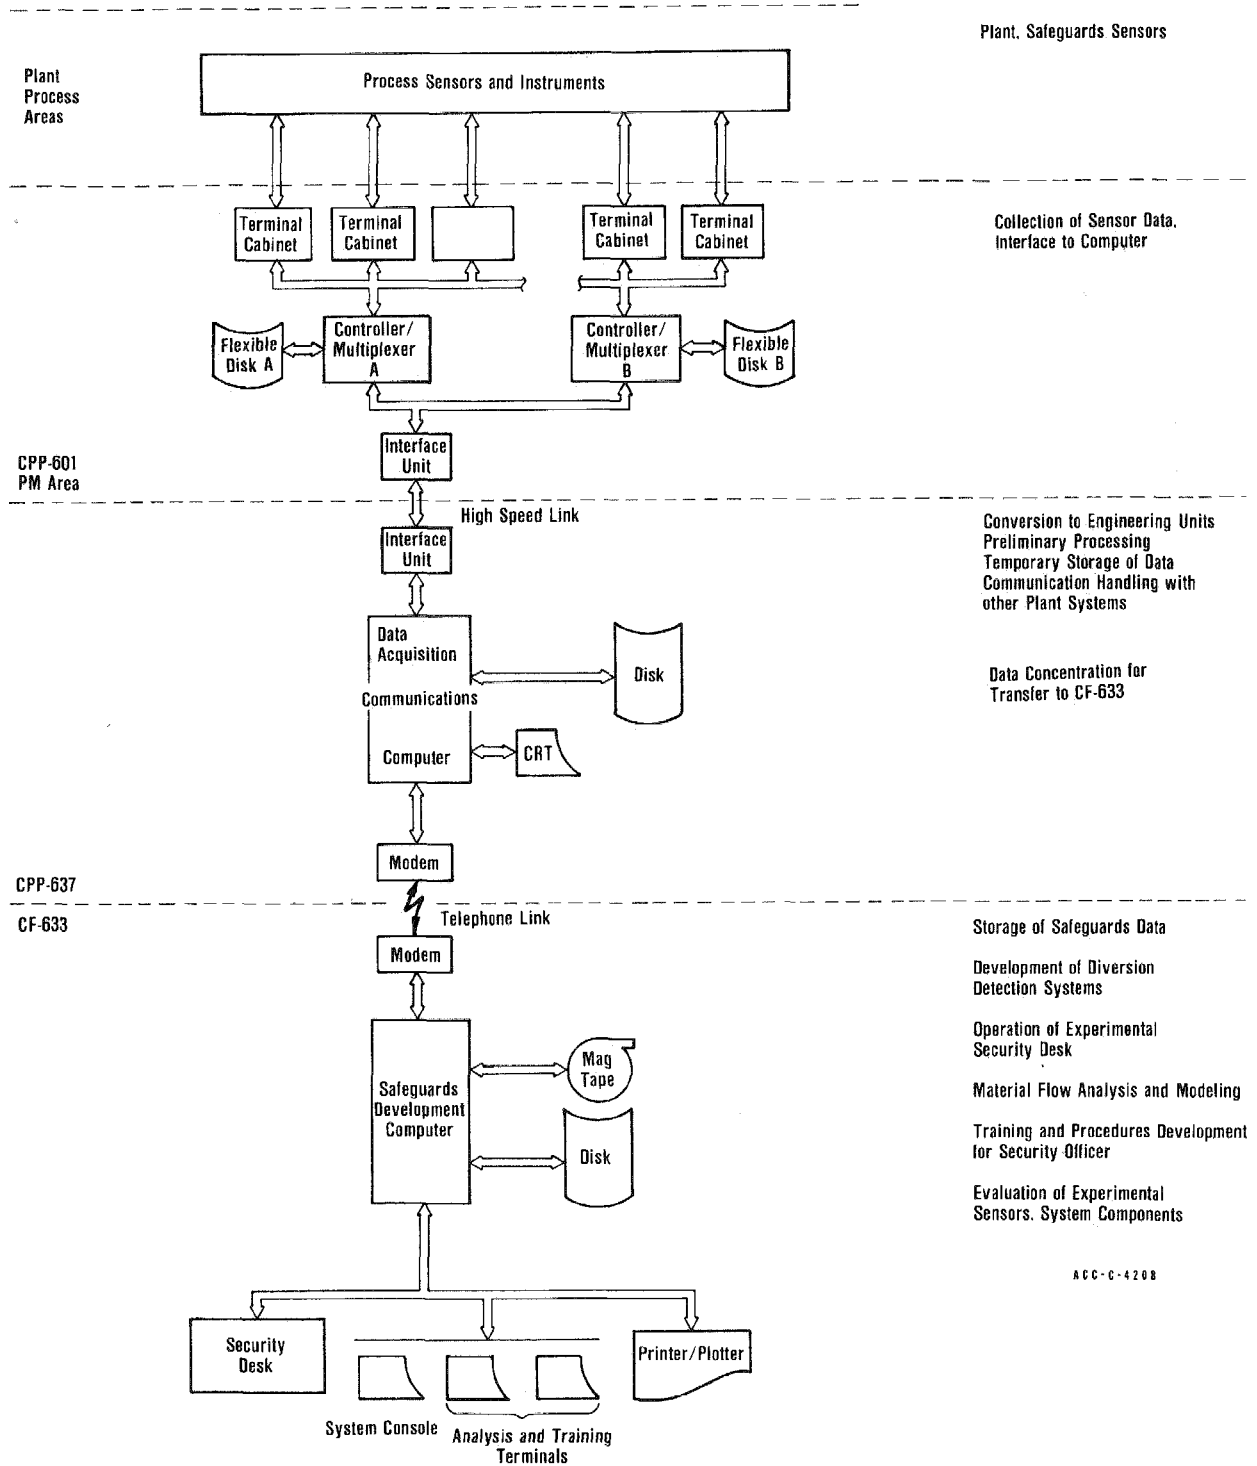 Plant, Safeguards Sensors
Plant
Process
Areas
Process Sensors and Instruments
Terminal
Cabinet
Terminal
Cabinet
Terminal
Cabinet
Terminal
Cabinet
Collection of Sensor Data,
Interface to Computer
Flexible
Disk A
Controller/
Multiplexer
A
Controller/
Multiplexer
B
Flexible
Disk B
Interface
Unit
CPP-601
PM Area
High Speed Link
Interface
Unit
Conversion to Engineering Units
Preliminary Processing
Temporary Storage of Data
Communication Handling with
other Plant Systems
Data
Acquisition
Communications
Computer
Disk
CRT
Data Concentration for
Transfer to CF-633
Modem
CPP-637
CF-633
Telephone Link
Modem
Safeguards
Development
Computer
Mag
Tape
Disk
Storage of Safeguards Data
Development of Diversion
Detection Systems
Operation of Experimental
Security Desk
Material Flow Analysis and Modeling
Training and Procedures Development
for Security Officer
Evaluation of Experimental
Sensors, System Components
ACC-C-4208
Security
Desk
Printer/Plotter
System Console
Analysis and Training
Terminals